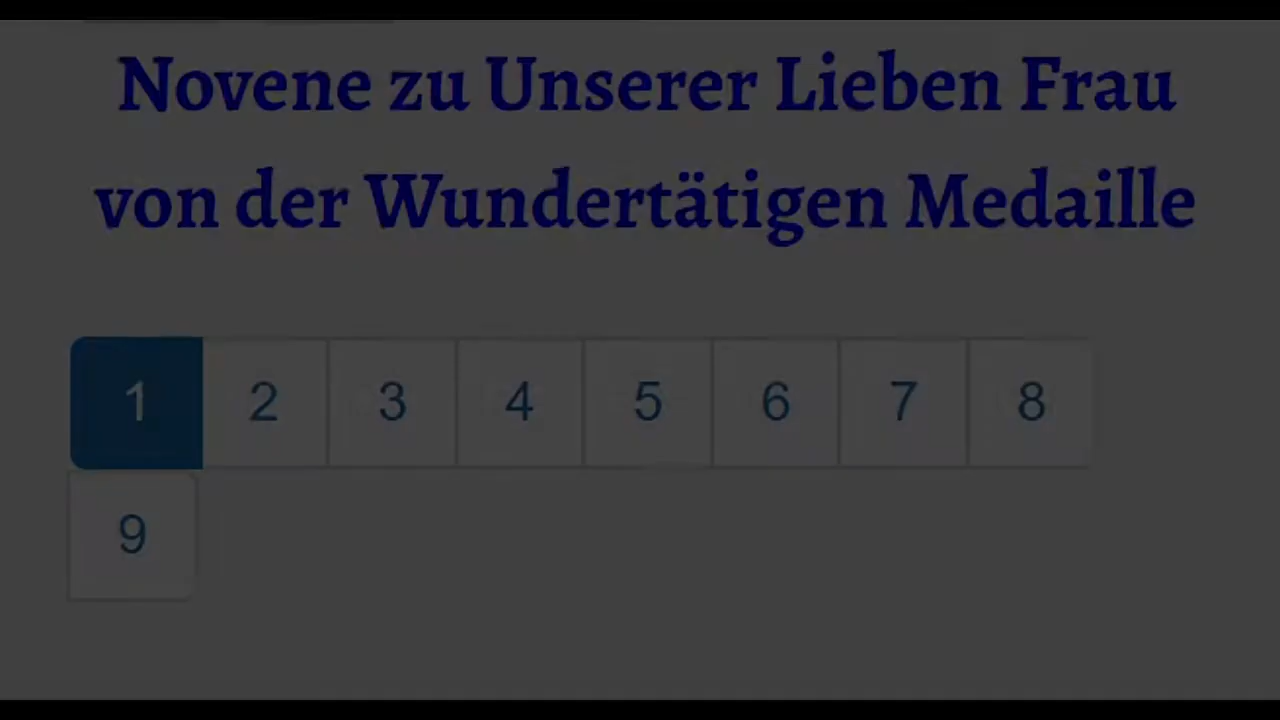 Novene zu Unserer Lieben Frau
von der Wundertätigen Medaille
1 2 3 4 5 6 7 8
9